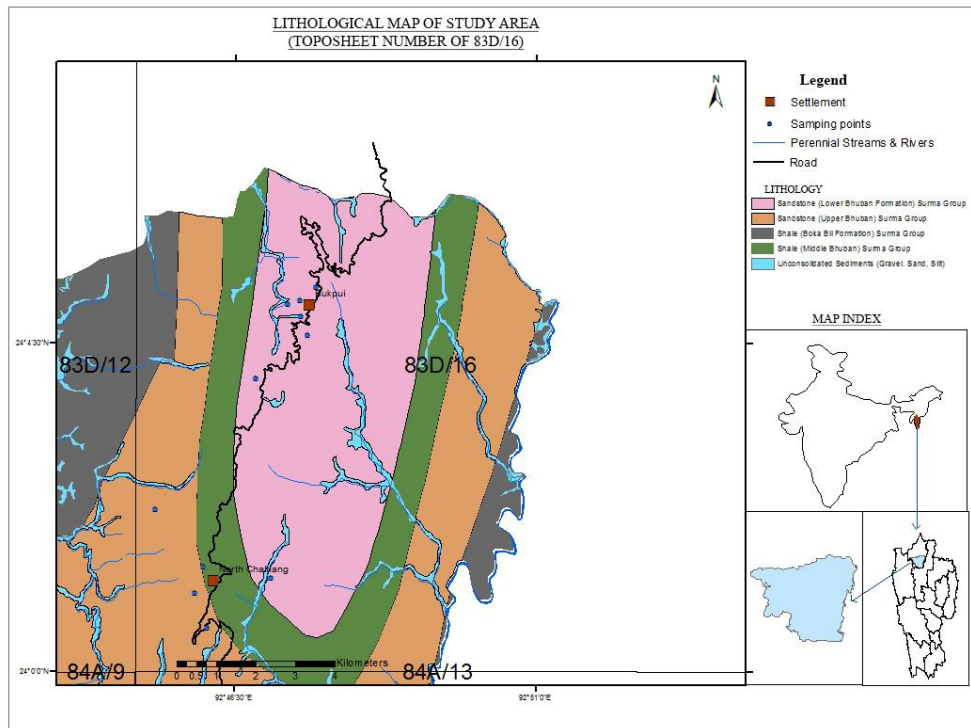 LITHOLOGICAL MAP OF STUDY AREA
(TOPOSHEET NUMBER OF 83D/16)
N
Legend
Settlement
Samping points
Perennial Streams & Rivers
Road
LITHOLOGY
Sandstone (Lower Bhuban Formation) Surma Group
Sandstone (Upper Bhuban) Surma Group
Shale (Boka Bil Formation) Surma Group
Shale (Middle Bhuban) Surma Group
Unconsolidated Sediments (Gravel, Sand, Silt)
ukpui
MAP INDEX
24°4'30"N
83D/12
83D/16
North Chaltlang
24°0'0"N
84A/9
84A/13
Kilometers
0 0.5 1 2 3 4
92°46'30"E
92°51'0"E